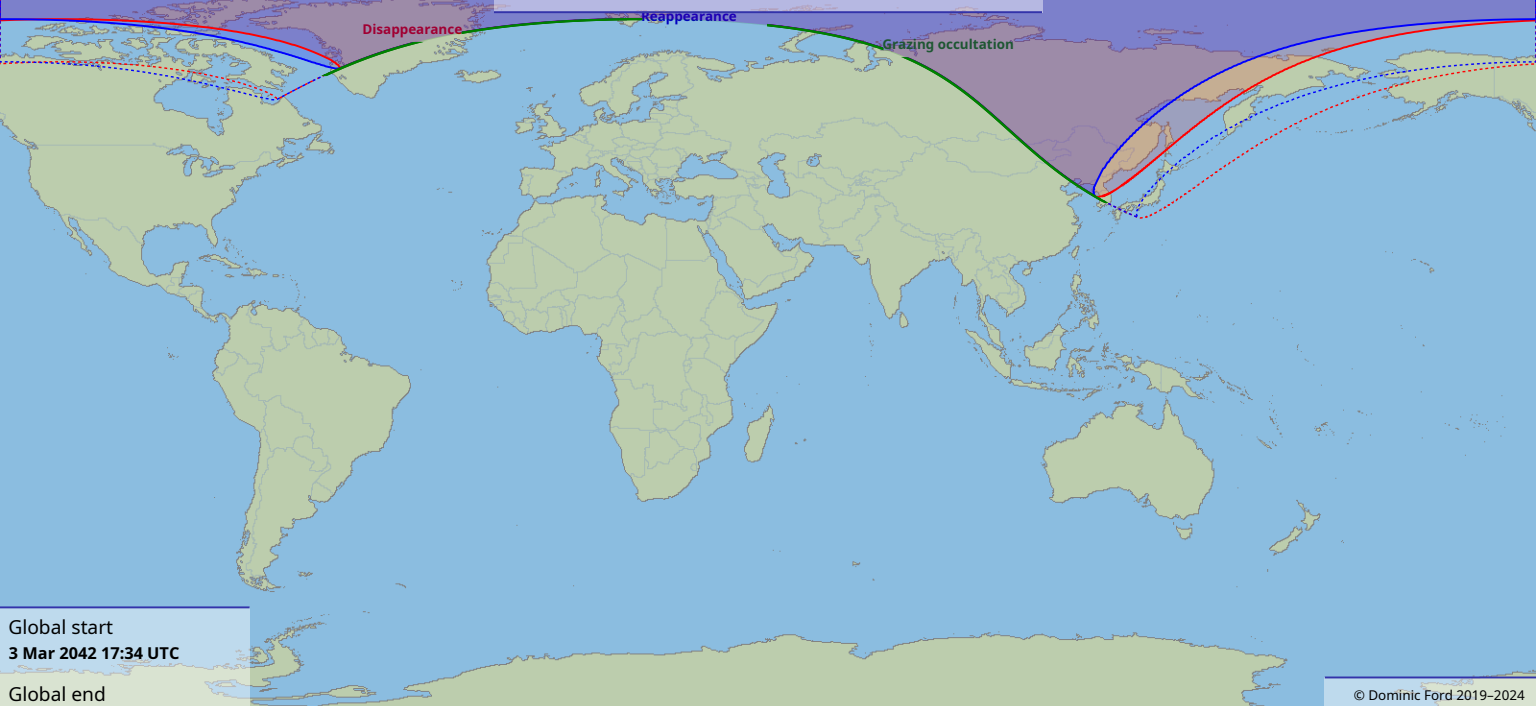 Reappearance
Disappearance
Grazing occultation
Global start
3 Mar 2042 17:34 UTC
Global end
© Dominic Ford 2019–2024